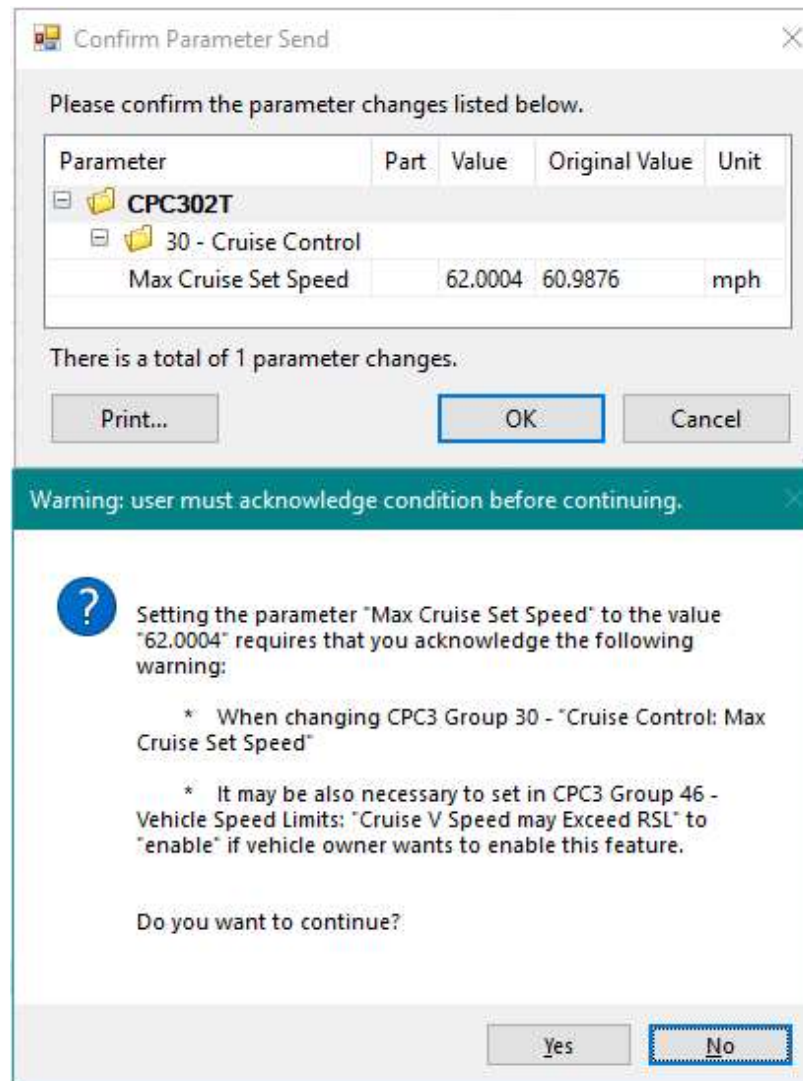 Confirm Parameter Send
Please confirm the parameter changes listed below.
Parameter Part Value Original Value Unit
CPC302T
30 - Cruise Control
Max Cruise Set Speed 62.0004 60.9876 mph
There is a total of 1 parameter changes.
Print... OK Cancel
Warning: user must acknowledge condition before continuing.
Setting the parameter "Max Cruise Set Speed" to the value
"62.0004" requires that you acknowledge the following
warning:
* When changing CPC3 Group 30 - "Cruise Control: Max
Cruise Set Speed"
* It may be also necessary to set in CPC3 Group 46 -
Vehicle Speed Limits: "Cruise V Speed may Exceed RSL" to
"enable" if vehicle owner wants to enable this feature.
Do you want to continue?
Yes No